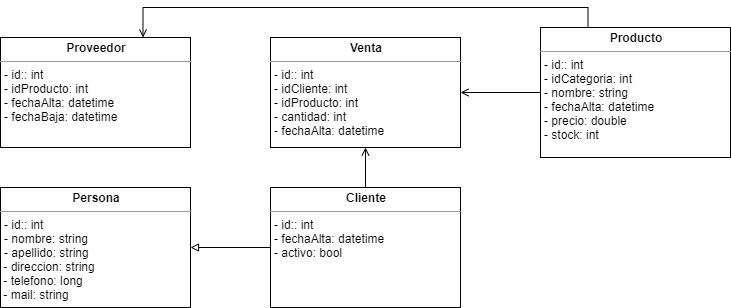 Proveedor
- id:: int
- idProducto: int
- fechaAlta: datetime
- fechaBaja: datetime
Venta
- id:: int
- idCliente: int
- idProducto: int
- cantidad: int
- fechaAlta: datetime
Producto
- id:: int
- idCategoria: int
- nombre: string
- fechaAlta: datetime
- precio: double
- stock: int
Persona
- id:: int
- nombre: string
- apellido: string
- direccion: string
- telefono: long
- mail: string
Cliente
- id:: int
- fechaAlta: datetime
- activo: bool